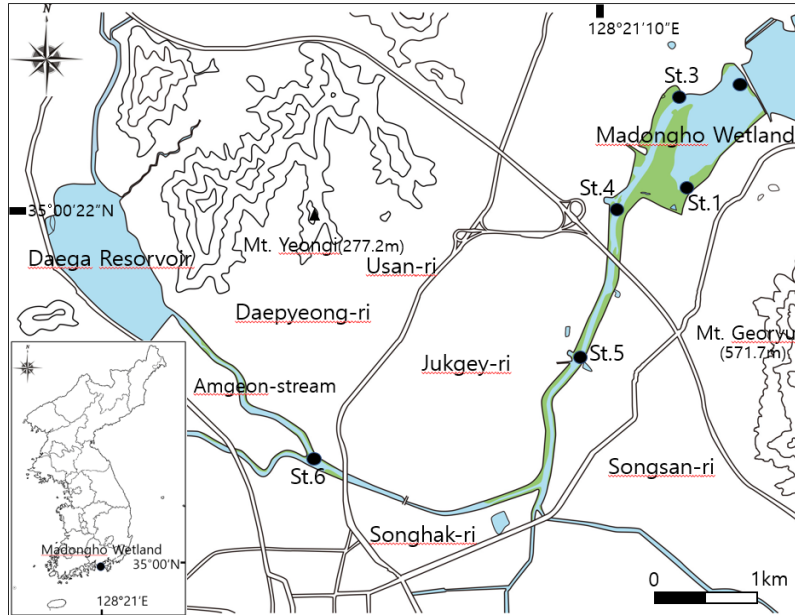 N
128°21′10″E
St.3
Madongho Wetland
St.4
St.1
35°00′22″N
Mt. Yeongi(277.2m)
Daega Resorvoir
Usan-ri
Daepyeong-ri
Mt. Georyu
(571.7m)
Jukgey-ri
St.5
Amgeon-stream
St.6
Songsan-ri
Songhak-ri
0 1km
N
Madongho Wetland
35°00′N
128°21′E